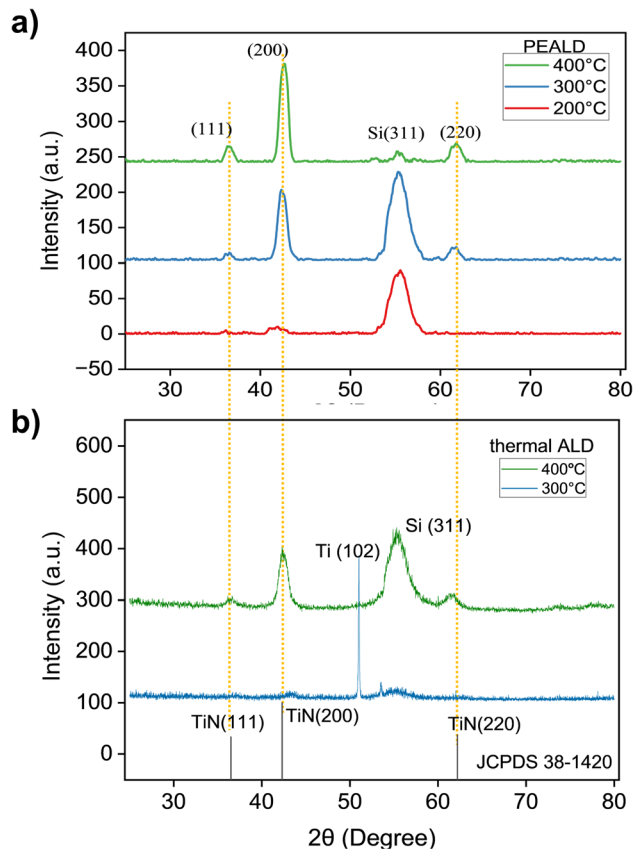 a)
PEALD
400°C
300°C
200°C
(200)
(111)
Si(311)
(220)
Intensity (a.u.)
400
350
300
250
200
150
100
50
0
−50
30 40 50 60 70 80
b)
thermal ALD
400ºC
300°C
Si (311)
Ti (102)
Intensity (a.u.)
600
500
400
300
200
100
0
TiN(111)
TiN(200)
TiN(220)
JCPDS 38-1420
30 40 50 60 70 80
2θ (Degree)